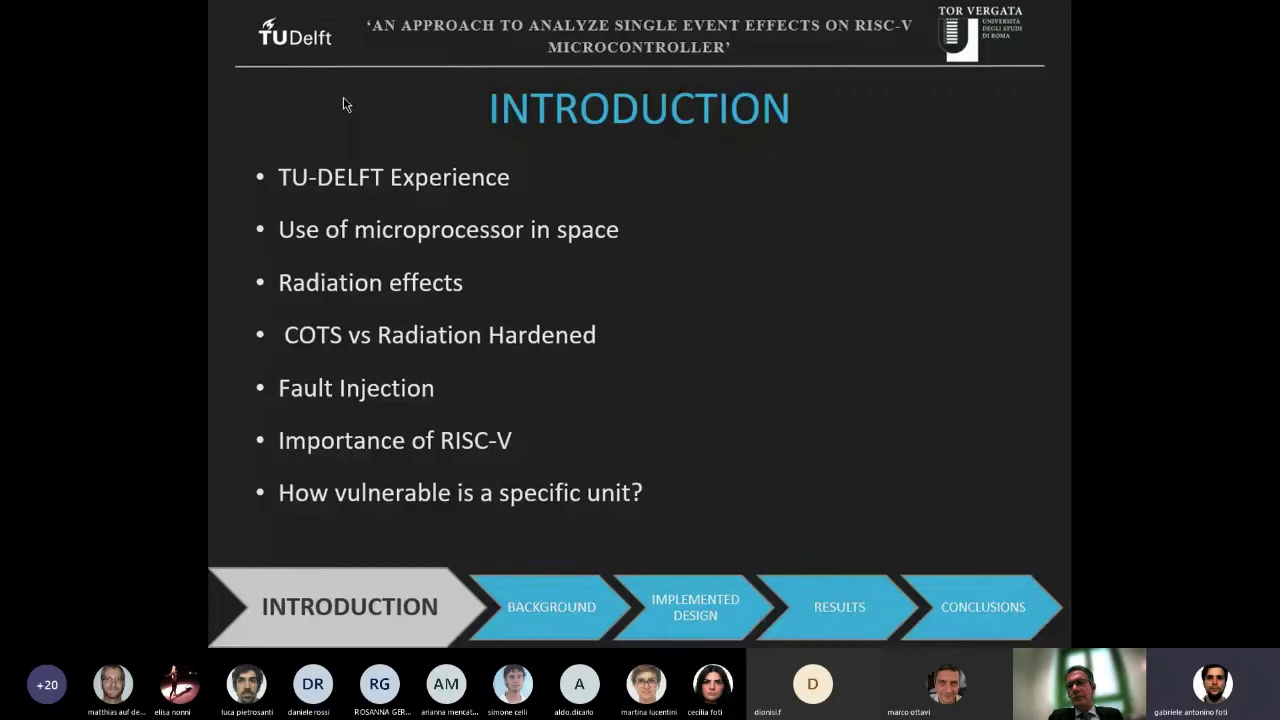 TUDelft
‘AN APPROACH TO ANALYZE SINGLE EVENT EFFECTS ON RISC-V
MICROCONTROLLER’
TOR VERGATA
UNIVERSITÀ
DEGLI STUDI
DI ROMA
INTRODUCTION
• TU-DELFT Experience
• Use of microprocessor in space
• Radiation effects
• COTS vs Radiation Hardened
• Fault Injection
• Importance of RISC-V
• How vulnerable is a specific unit?
INTRODUCTION
BACKGROUND
IMPLEMENTED
DESIGN
RESULTS
CONCLUSIONS
+20
DR
RG
AM
A
D
matthias auf de...
elisa nonni
luca pietrosanti
daniele rossi
ROSANNA GER...
arianna mencat...
simone celli
aldo.dicarlo
martina lucentini
cecilia foti
dionisi.f
marco ottavi
gabriele antonino foti